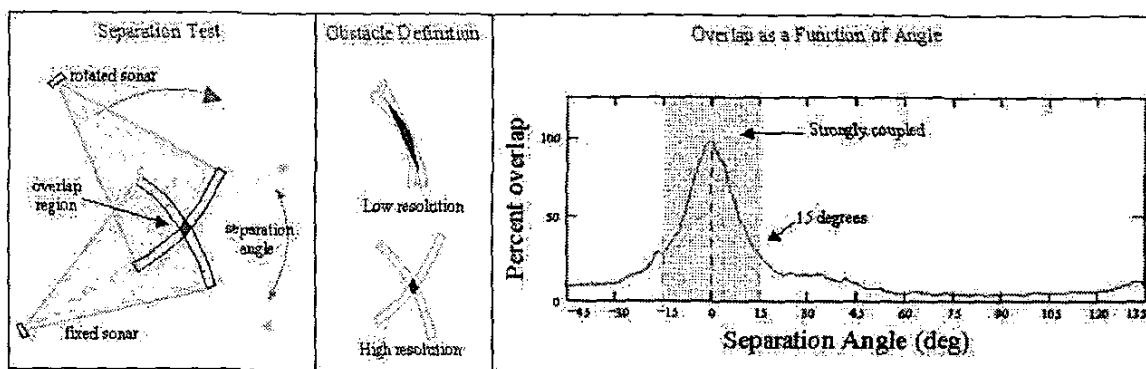 Separation Test
rotated sonar
overlap
region
separation
angle
fixed sonar
Obstacle Definition
Low resolution
High resolution
Overlap as a Function of Angle
Percent overlap
100
50
0
Strongly coupled
15 degrees
-45 -30 -15 0 15 30 45 60 75 90 105 120 135
Separation Angle (deg)